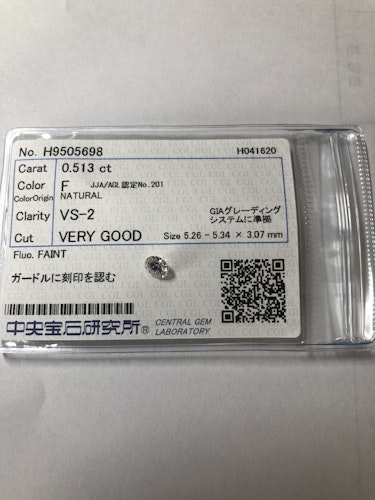 No. H9505698 H041620
Carat 0.513 ct
Color F JJA/AGL認定No.201
ColorOrigin NATURAL
Clarity VS-2 GIAグレーディング
システムに準拠
Cut VERY GOOD Size 5.26 - 5.34 × 3.07 mm
Fluo. FAINT
ガードルに刻印を認む
中央宝石研究所® CENTRAL GEM
LABORATORY